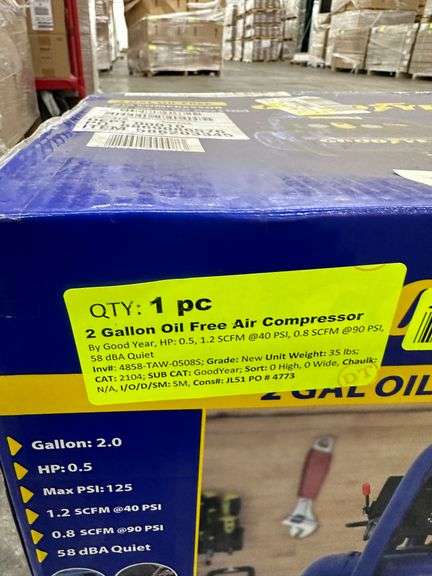 QTY: 1 pc
2 Gallon Oil Free Air Compressor
By Good Year, HP: 0.5, 1.2 SCFM @40 PSI, 0.8 SCFM @90 PSI,
58 dBA Quiet
Inv#: 4858-TAW-0508S; Grade: New Unit Weight: 35 lbs;
CAT: 2104; SUB CAT: GoodYear; Sort: 0 High, 0 Wide, Chaulk:
N/A, I/O/D/SM: SM, Cons#: JLS1 PO # 4773
2 GAL OIL
Gallon: 2.0
HP: 0.5
Max PSI: 125
1.2 SCFM @40 PSI
0.8 SCFM @90 PSI
58 dBA Quiet